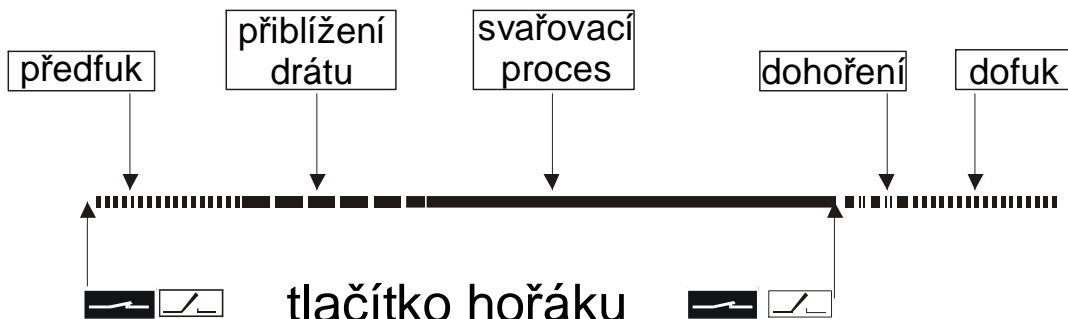 předfuk
přiblížení
drátu
svařovací
proces
dohoření
dofuk
tlačítko hořáku